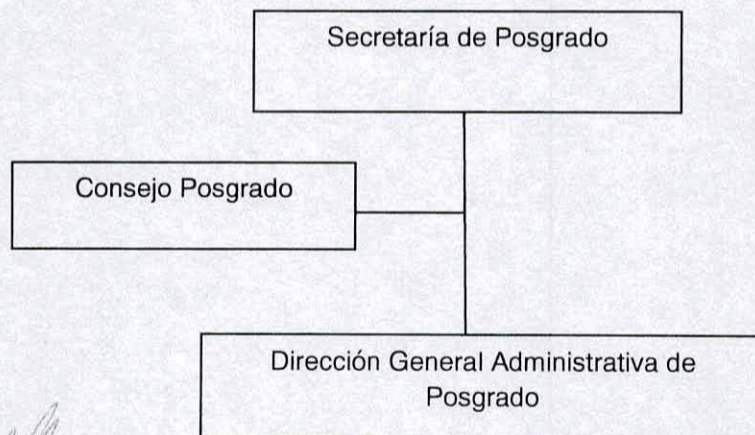 Secretaría de Posgrado
Consejo Posgrado
Dirección General Administrativa de
Posgrado